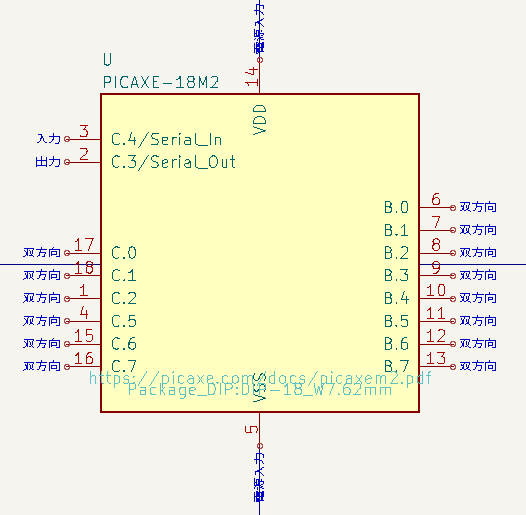 電源入力
14
U
PICAXE-18M2
VDD
入力 3 C.4/Serial_In
出力 2 C.3/Serial_Out
B.0 6 双方向
B.1 7 双方向
双方向 17 C.0 B.2 8 双方向
双方向 18 C.1 B.3 9 双方向
双方向 1 C.2 B.4 10 双方向
双方向 4 C.5 B.5 11 双方向
双方向 15 C.6 B.6 12 双方向
双方向 16 C.7 B.7 13 双方向
https://picaxe.com/docs/picaxem2.pdf
Package_DIP:DIP-18_W7.62mm
VSS
5
電源入力